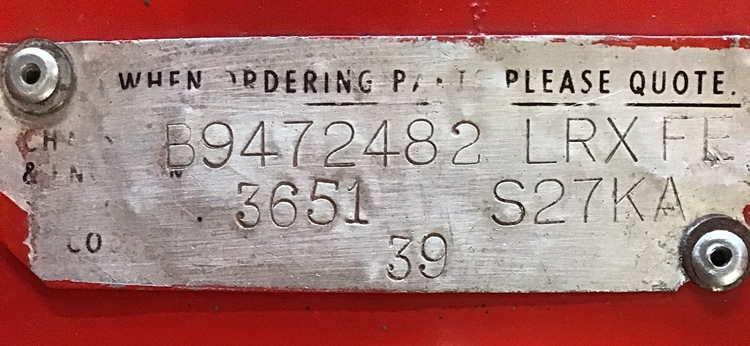 WHEN ORDERING PARTS PLEASE QUOTE.
B9472482 LRX FE
3651 S27KA
39